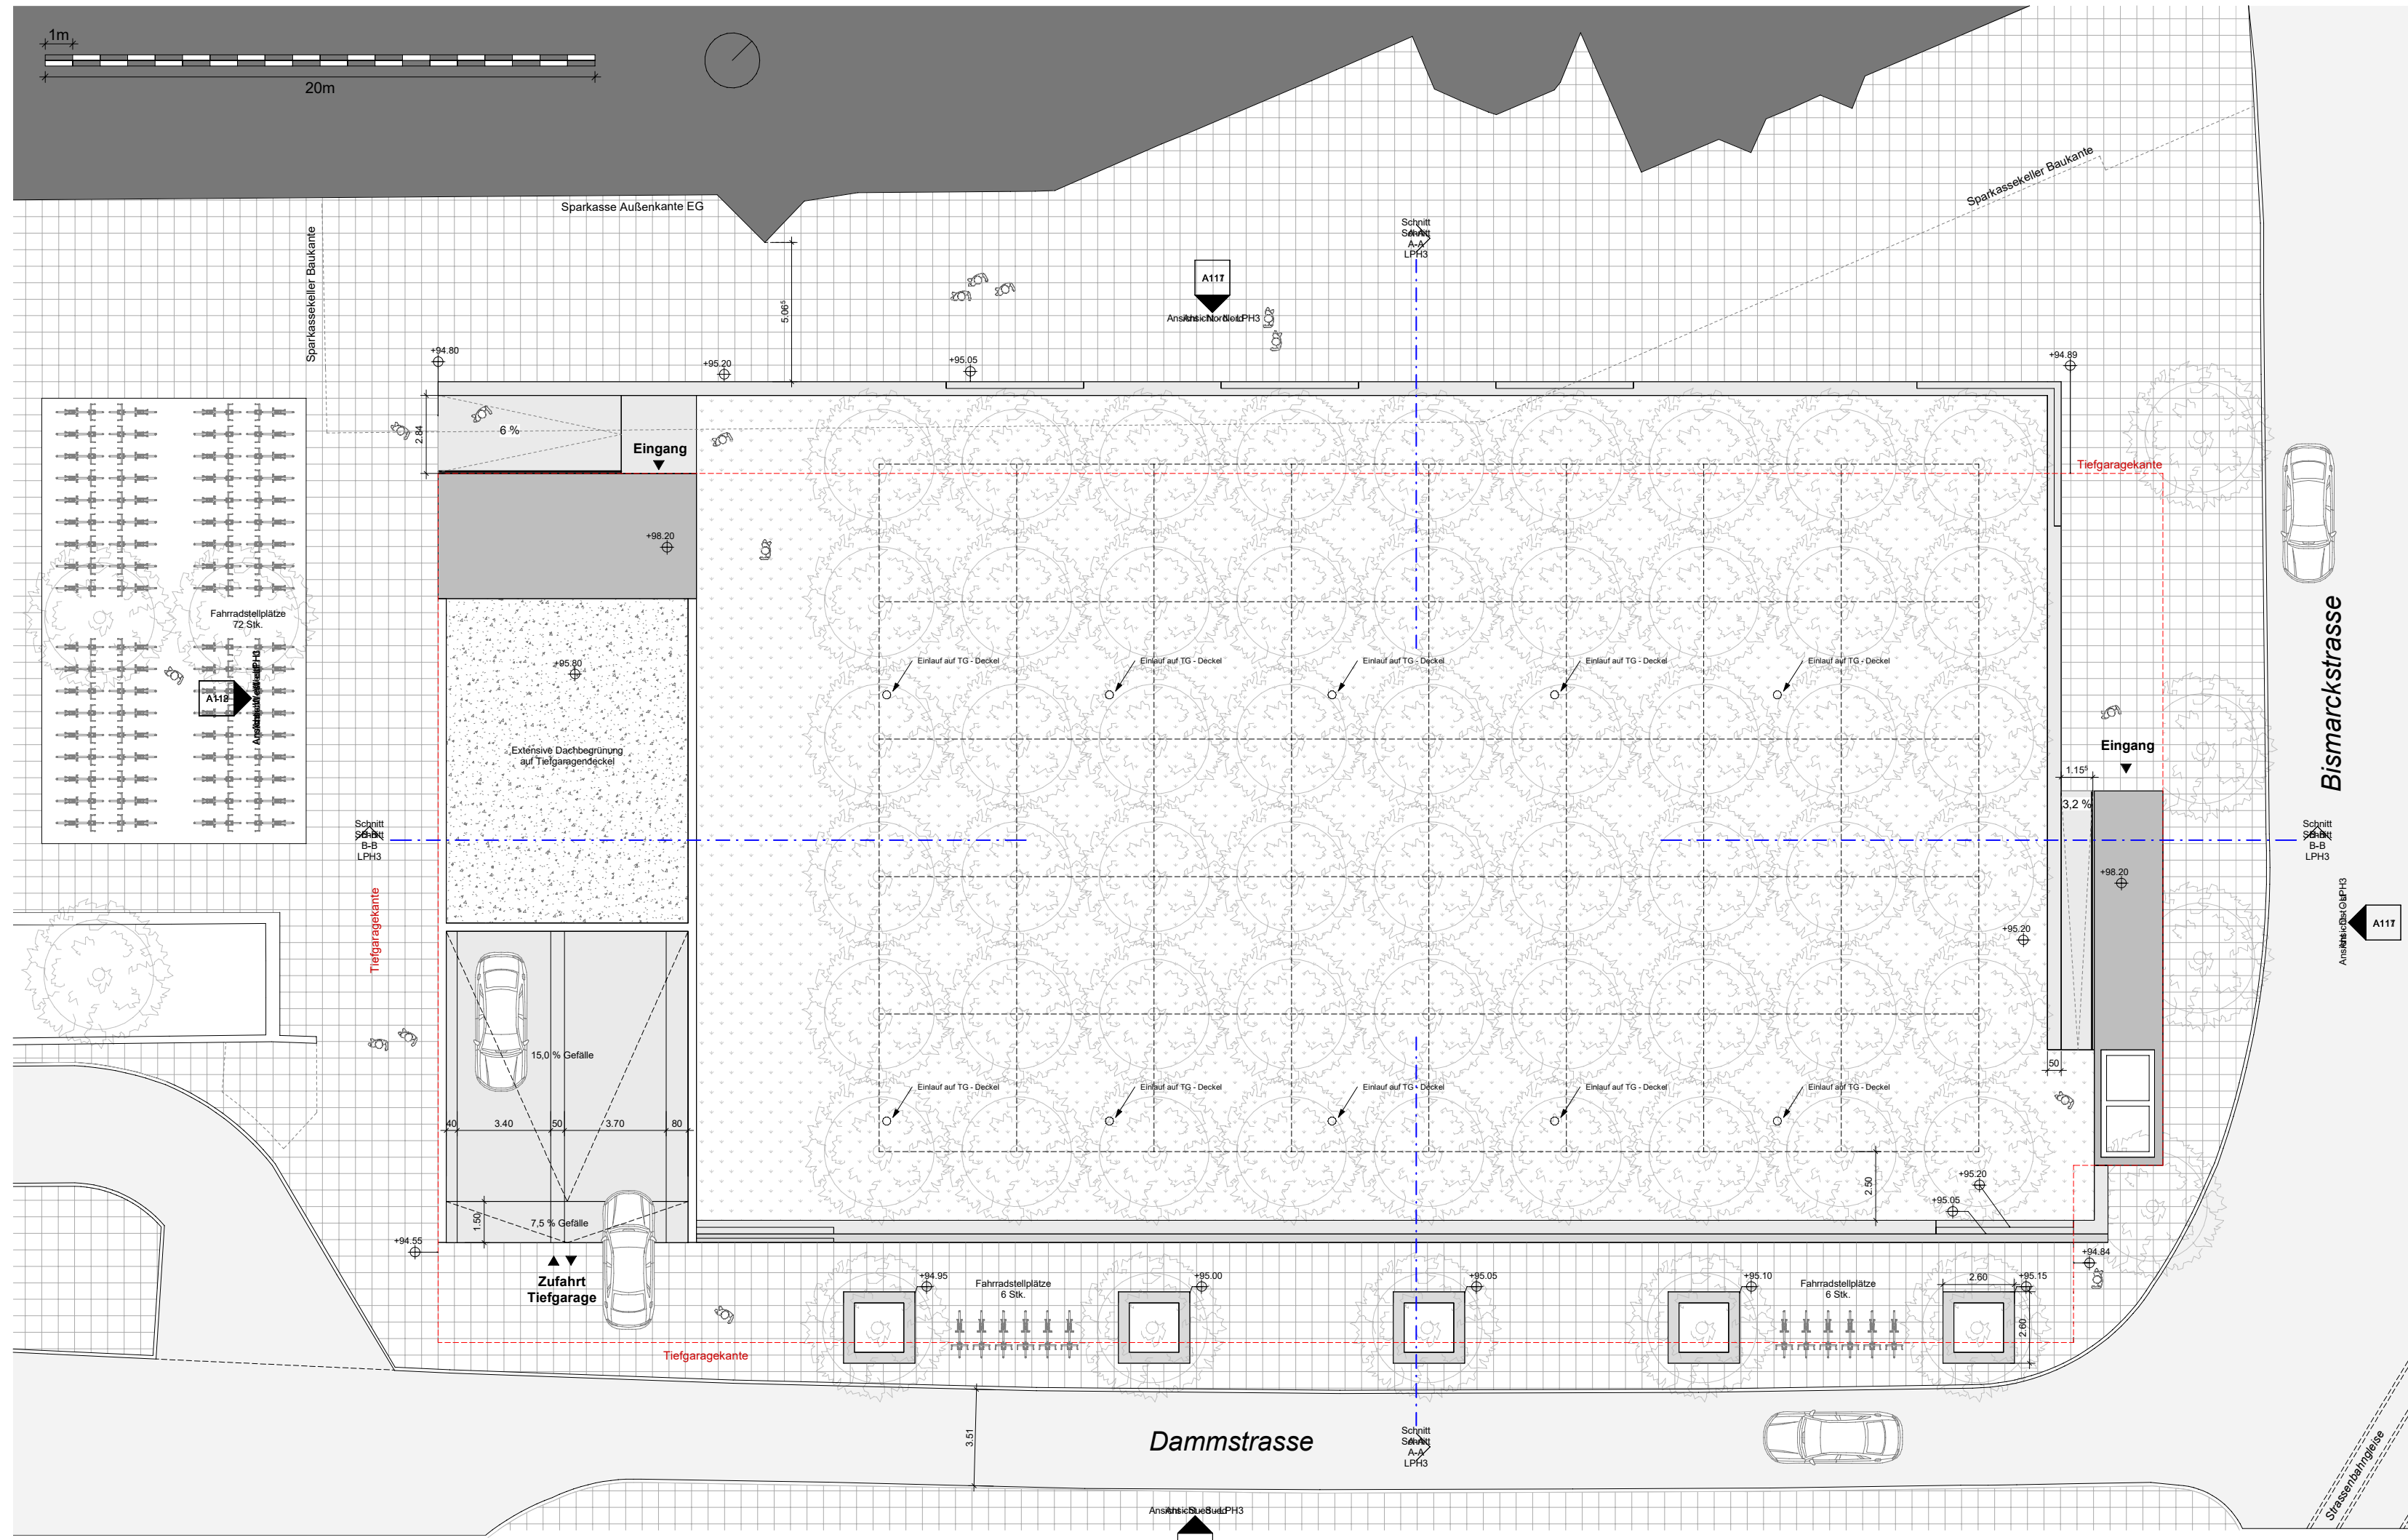 1m
20m
Sparkasse Außenkante EG
Sparkassekeller Baukante
Sparkassekeller Baukante
Schnitt
A-A
LPH3
A117
5.06⁵
+94.80
+95.20
+95.05
+94.89
2.84
6 %
Eingang
Tiefgaragekante
+98.20
Fahrradstellplätze
72 Stk.
+95.80
Einlauf auf TG - Deckel
Einlauf auf TG - Deckel
Einlauf auf TG - Deckel
Einlauf auf TG - Deckel
Einlauf auf TG - Deckel
Bismarckstrasse
Extensive Dachbegrünung
auf Tiefgaragendeckel
Eingang
1.15⁵
3,2 %
Schnitt
B-B
LPH3
Schnitt
B-B
LPH3
+98.20
Tiefgaragekante
+95.20
A117
15,0 % Gefälle
50
Einlauf auf TG - Deckel
Einlauf auf TG - Deckel
Einlauf auf TG - Deckel
Einlauf auf TG - Deckel
Einlauf auf TG - Deckel
40
3.40
50
3.70
80
2.50
+95.20
+95.05
1.50
7,5 % Gefälle
+94.55
+94.84
Zufahrt
Tiefgarage
+94.95
Fahrradstellplätze
6 Stk.
+95.00
+95.05
+95.10
Fahrradstellplätze
6 Stk.
2.60
+95.15
2.60
Tiefgaragekante
3.51
Dammstrasse
Schnitt
A-A
LPH3
Strassenbahngleise